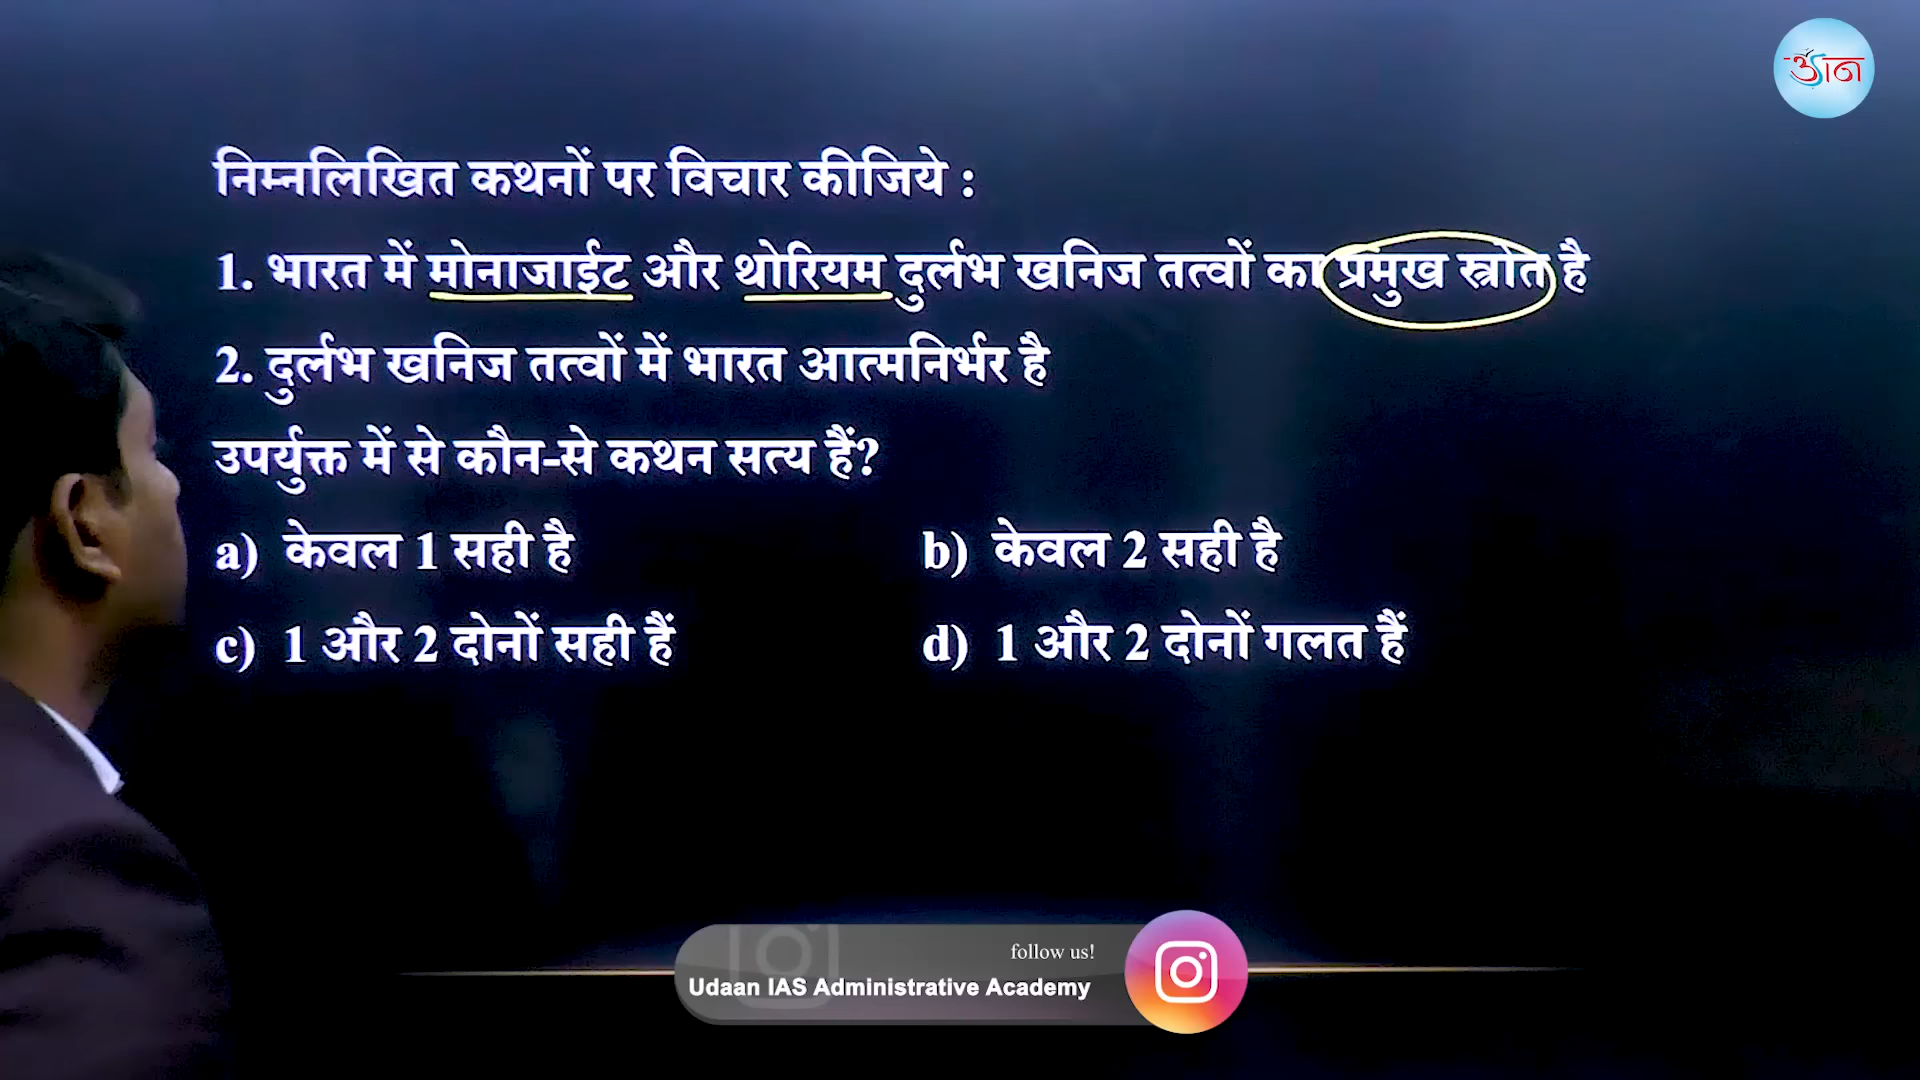 उड़ान
निम्नलिखित कथनों पर विचार कीजिये :
1. भारत में मोनाजाईट और थोरियम दुर्लभ खनिज तत्वों का प्रमुख स्त्रोत है
2. दुर्लभ खनिज तत्वों में भारत आत्मनिर्भर है
उपर्युक्त में से कौन-से कथन सत्य हैं?
a) केवल 1 सही है b) केवल 2 सही है
c) 1 और 2 दोनों सही हैं d) 1 और 2 दोनों गलत हैं
follow us!
Udaan IAS Administrative Academy